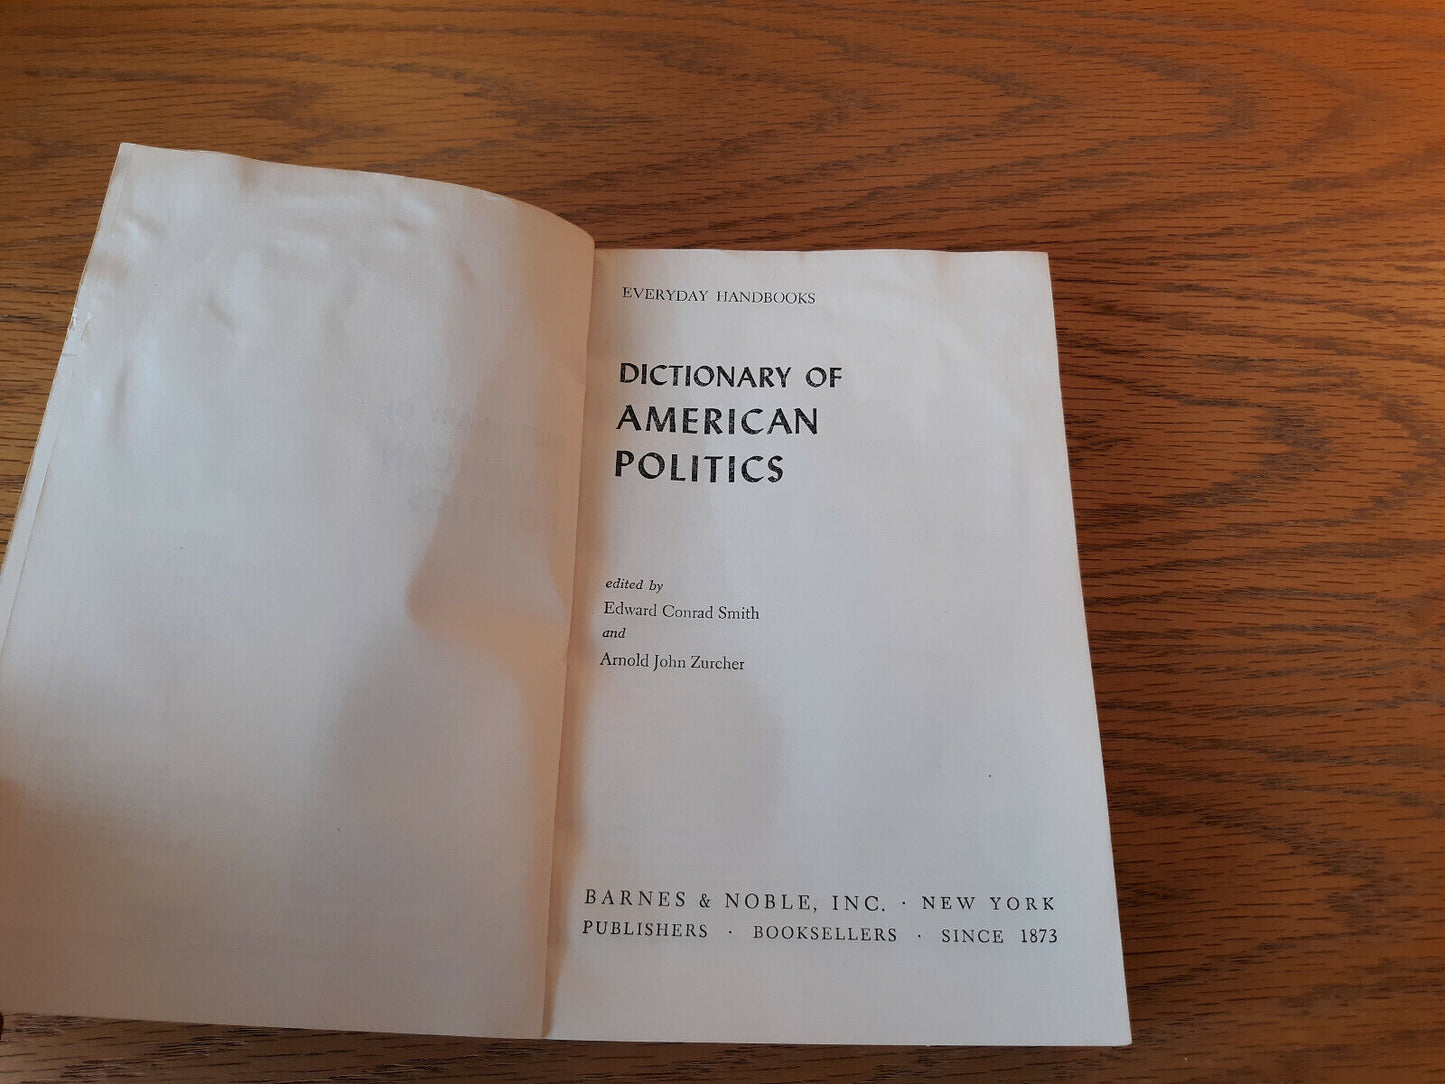 EVERYDAY HANDBOOKS
DICTIONARY OF
AMERICAN
POLITICS
edited by
Edward Conrad Smith
and
Arnold John Zurcher
BARNES & NOBLE, INC. · NEW YORK
PUBLISHERS · BOOKSELLERS · SINCE 1873